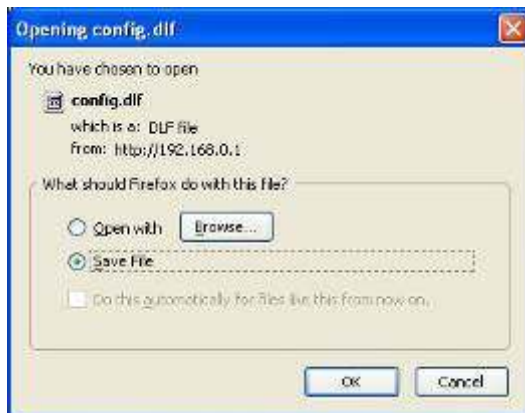 Opening config.dlf
You have chosen to open
config.dlf
which is a: DLF file
from: http://192.168.0.1
What should Firefox do with this file?
Open with Browse...
Save File
Do this automatically for files like this from now on.
OK Cancel